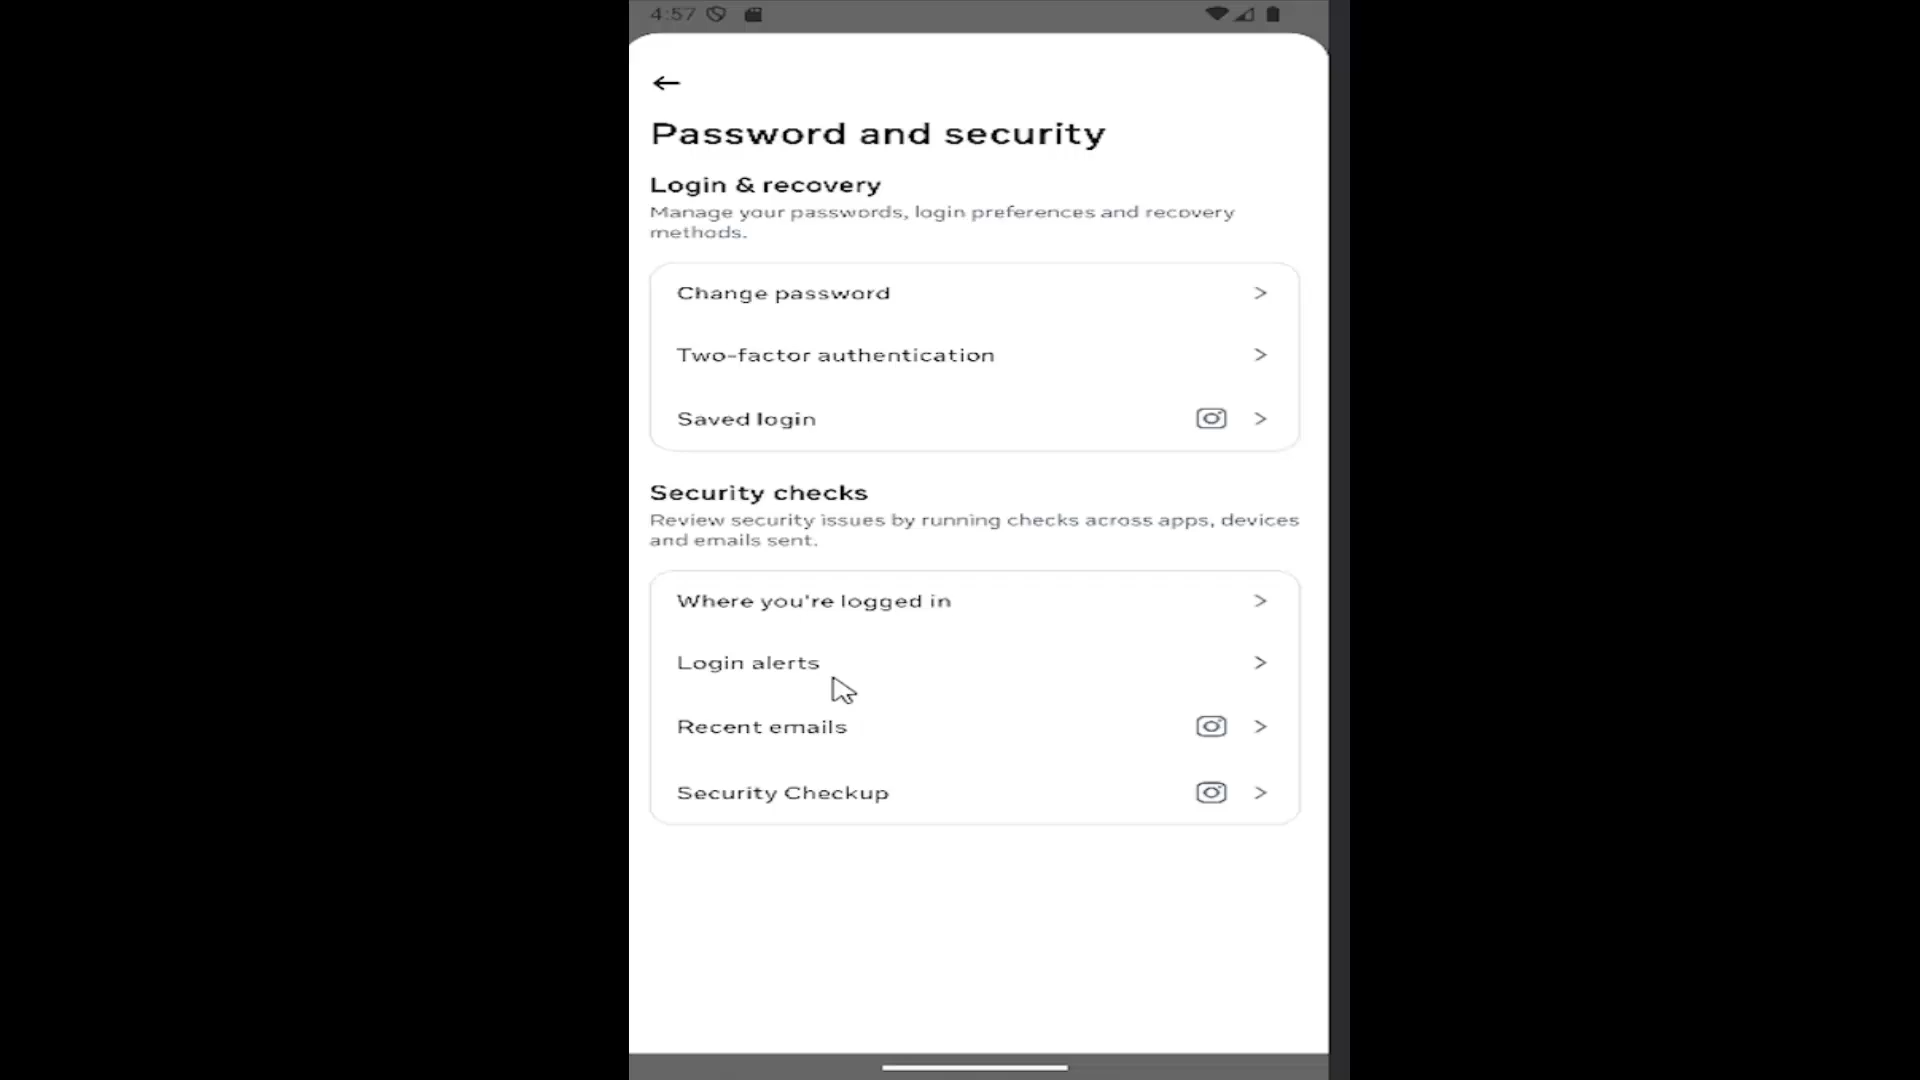 4:57
Password and security
Login & recovery
Manage your passwords, login preferences and recovery
methods.
Change password
Two-factor authentication
Saved login
Security checks
Review security issues by running checks across apps, devices
and emails sent.
Where you're logged in
Login alerts
Recent emails
Security Checkup